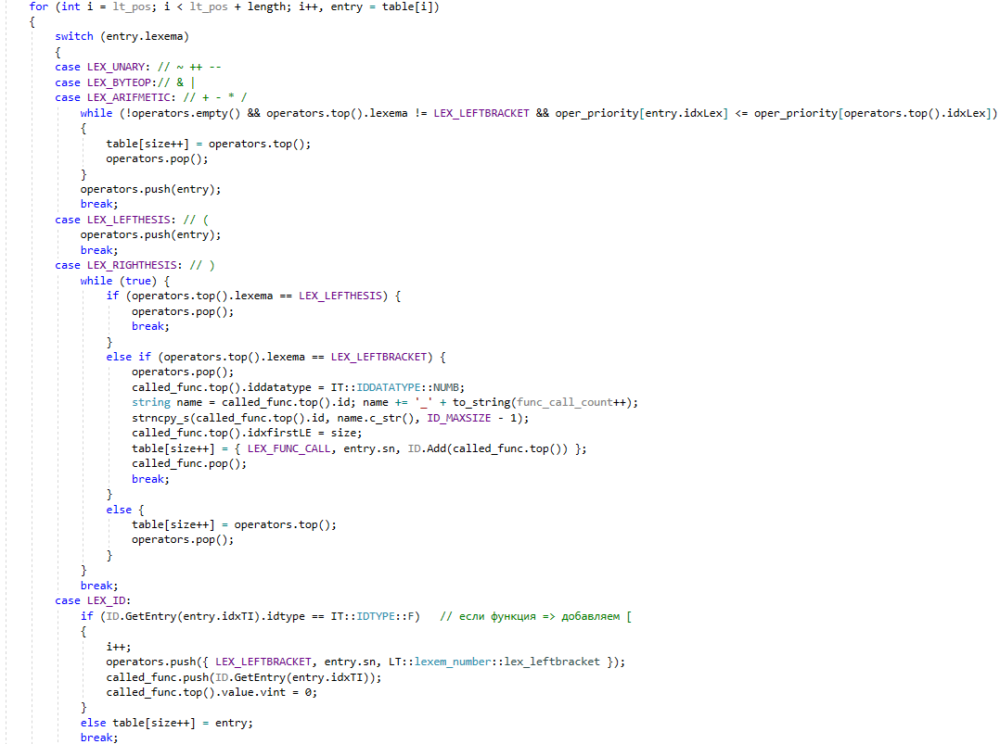 for (int i = lt_pos; i < lt_pos + length; i++, entry = table[i])
{
    switch (entry.lexema)
    {
    case LEX_UNARY: // ~ ++ --
    case LEX_BYTEOP:// & |
    case LEX_ARIFMETIC: // + - * /
        while (!operators.empty() && operators.top().lexema != LEX_LEFTBRACKET && oper_priority[entry.idxLex] <= oper_priority[operators.top().idxLex])
        {
            table[size++] = operators.top();
            operators.pop();
        }
        operators.push(entry);
        break;
    case LEX_LEFTHESIS: // (
        operators.push(entry);
        break;
    case LEX_RIGHTHESIS: // )
        while (true) {
            if (operators.top().lexema == LEX_LEFTHESIS) {
                operators.pop();
                break;
            }
            else if (operators.top().lexema == LEX_LEFTBRACKET) {
                operators.pop();
                called_func.top().iddatatype = IT::IDDATATYPE::NUMB;
                string name = called_func.top().id; name += '_' + to_string(func_call_count++);
                strncpy_s(called_func.top().id, name.c_str(), ID_MAXSIZE - 1);
                called_func.top().idxfirstLE = size;
                table[size++] = { LEX_FUNC_CALL, entry.sn, ID.Add(called_func.top()) };
                called_func.pop();
                break;
            }
            else {
                table[size++] = operators.top();
                operators.pop();
            }
        }
        break;
    case LEX_ID:
        if (ID.GetEntry(entry.idxTI).idtype == IT::IDTYPE::F)   // если функция => добавляем [
        {
            i++;
            operators.push({ LEX_LEFTBRACKET, entry.sn, LT::lexem_number::lex_leftbracket });
            called_func.push(ID.GetEntry(entry.idxTI));
            called_func.top().value.vint = 0;
        }
        else table[size++] = entry;
        break;